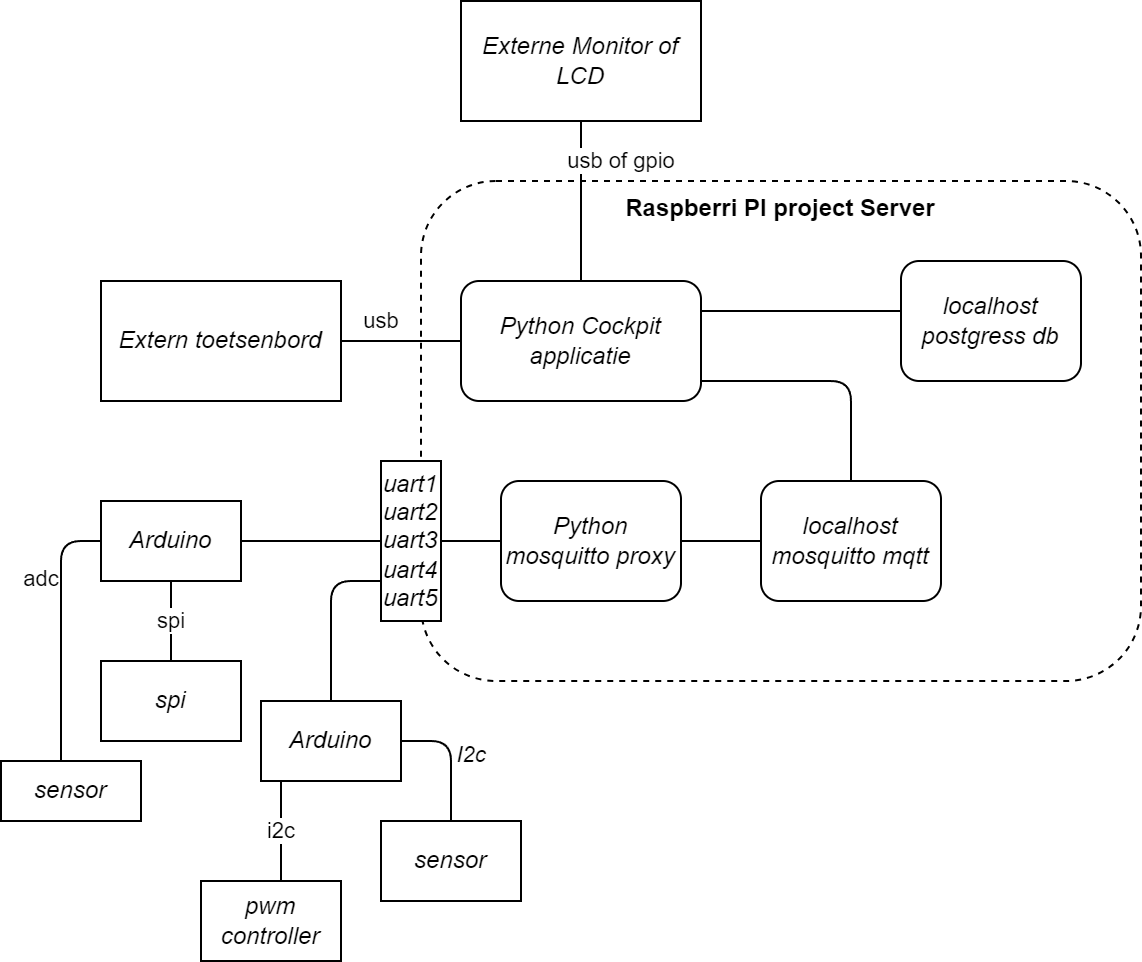 Externe Monitor of
LCD
usb of gpio
Raspberri PI project Server
Extern toetsenbord
usb
Python Cockpit
applicatie
localhost
postgress db
uart1
uart2
uart3
uart4
uart5
Python
mosquitto proxy
localhost
mosquitto mqtt
Arduino
adc
spi
spi
sensor
Arduino
I2c
i2c
sensor
pwm
controller